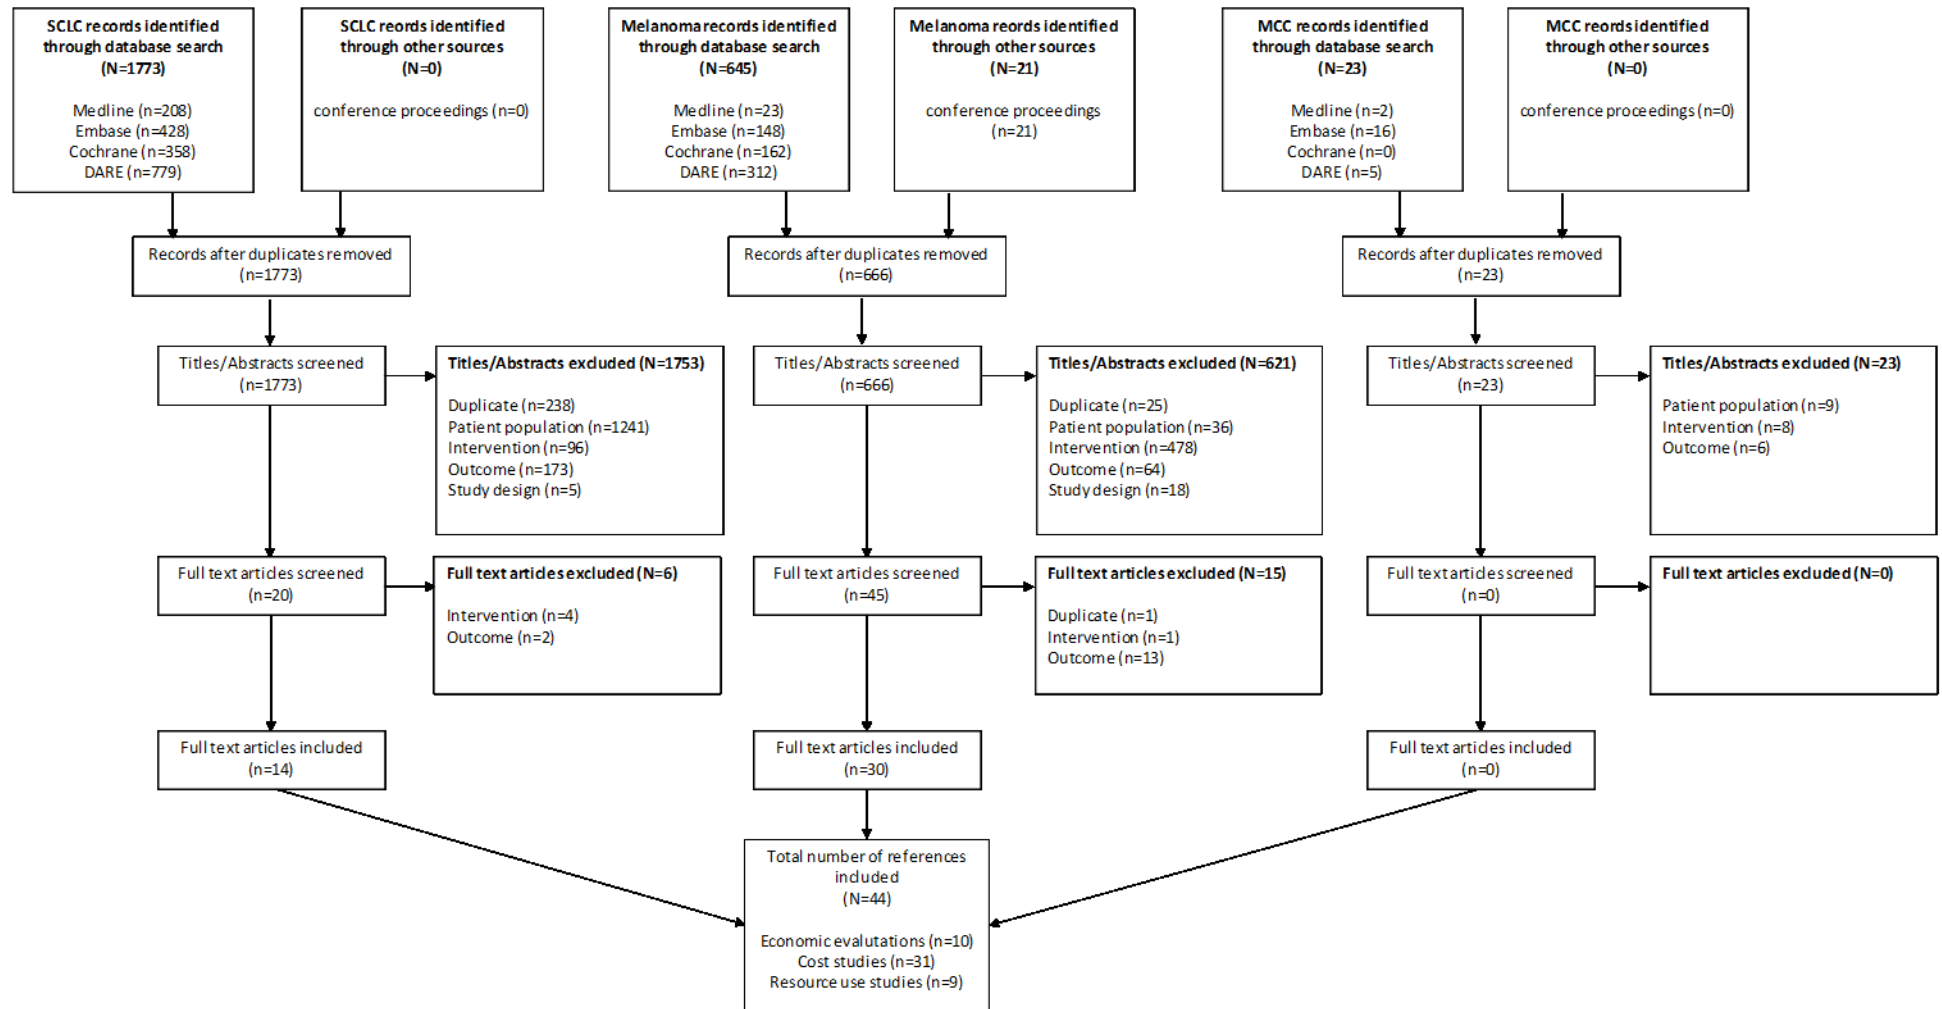 SCLC records identified
through database search
(N=1773)
Medline (n=208)
Embase (n=428)
Cochrane (n=358)
DARE (n=779)
SCLC reords identified
through other sources
(N=0)
conference proceedings (n=0)
Melanoma records identified
through database search
(N=645)
Medline (n=23)
Embase (n=148)
Cochrane (n=162)
DARE (n=312)
Melanoma reords identified
through other sources
(N=21)
conference proceedings
(n=21)
MCC records identified
through database search
(N=23)
Medline (n=2)
Embase (n=16)
Cochrane (n=0)
DARE (n=5)
MCC reords identified
through other sources
(N=0)
conference proceedings (n=0)
Records after duplicates removed
(n=1773)
Records after duplicates removed
(n=666)
Records after duplicates removed
(n=23)
Titles/Abstracts screened
(n=1773)
Titles/Abstracts excluded (N=1753)
Duplicate (n=238)
Patient population (n=1241)
Intervention (n=96)
Outcome (n=173)
Study design (n=5)
Titles/Abstracts screened
(n=666)
Titles/Abstracts excluded (N=621)
Duplicate (n=25)
Patient population (n=36)
Intervention (n=478)
Outcome (n=64)
Study design (n=18)
Titles/Abstracts screened
(n=23)
Titles/Abstracts excluded (N=23)
Patient population (n=9)
Intervention (n=8)
Outcome (n=6)
Full text articles screened
(n=20)
Full text articles excluded (N=6)
Intervention (n=4)
Outcome (n=2)
Full text articles screened
(n=45)
Full text articles excluded (N=15)
Duplicate (n=1)
Intervention (n=1)
Outcome (n=13)
Full text articles screened
(n=0)
Full text articles excluded (N=0)
Full text articles included
(n=14)
Full text articles included
(n=30)
Full text articles included
(n=0)
Total number of references
included
(N=44)
Economic evalutations (n=10)
Cost studies (n=31)
Resource use studies (n=9)